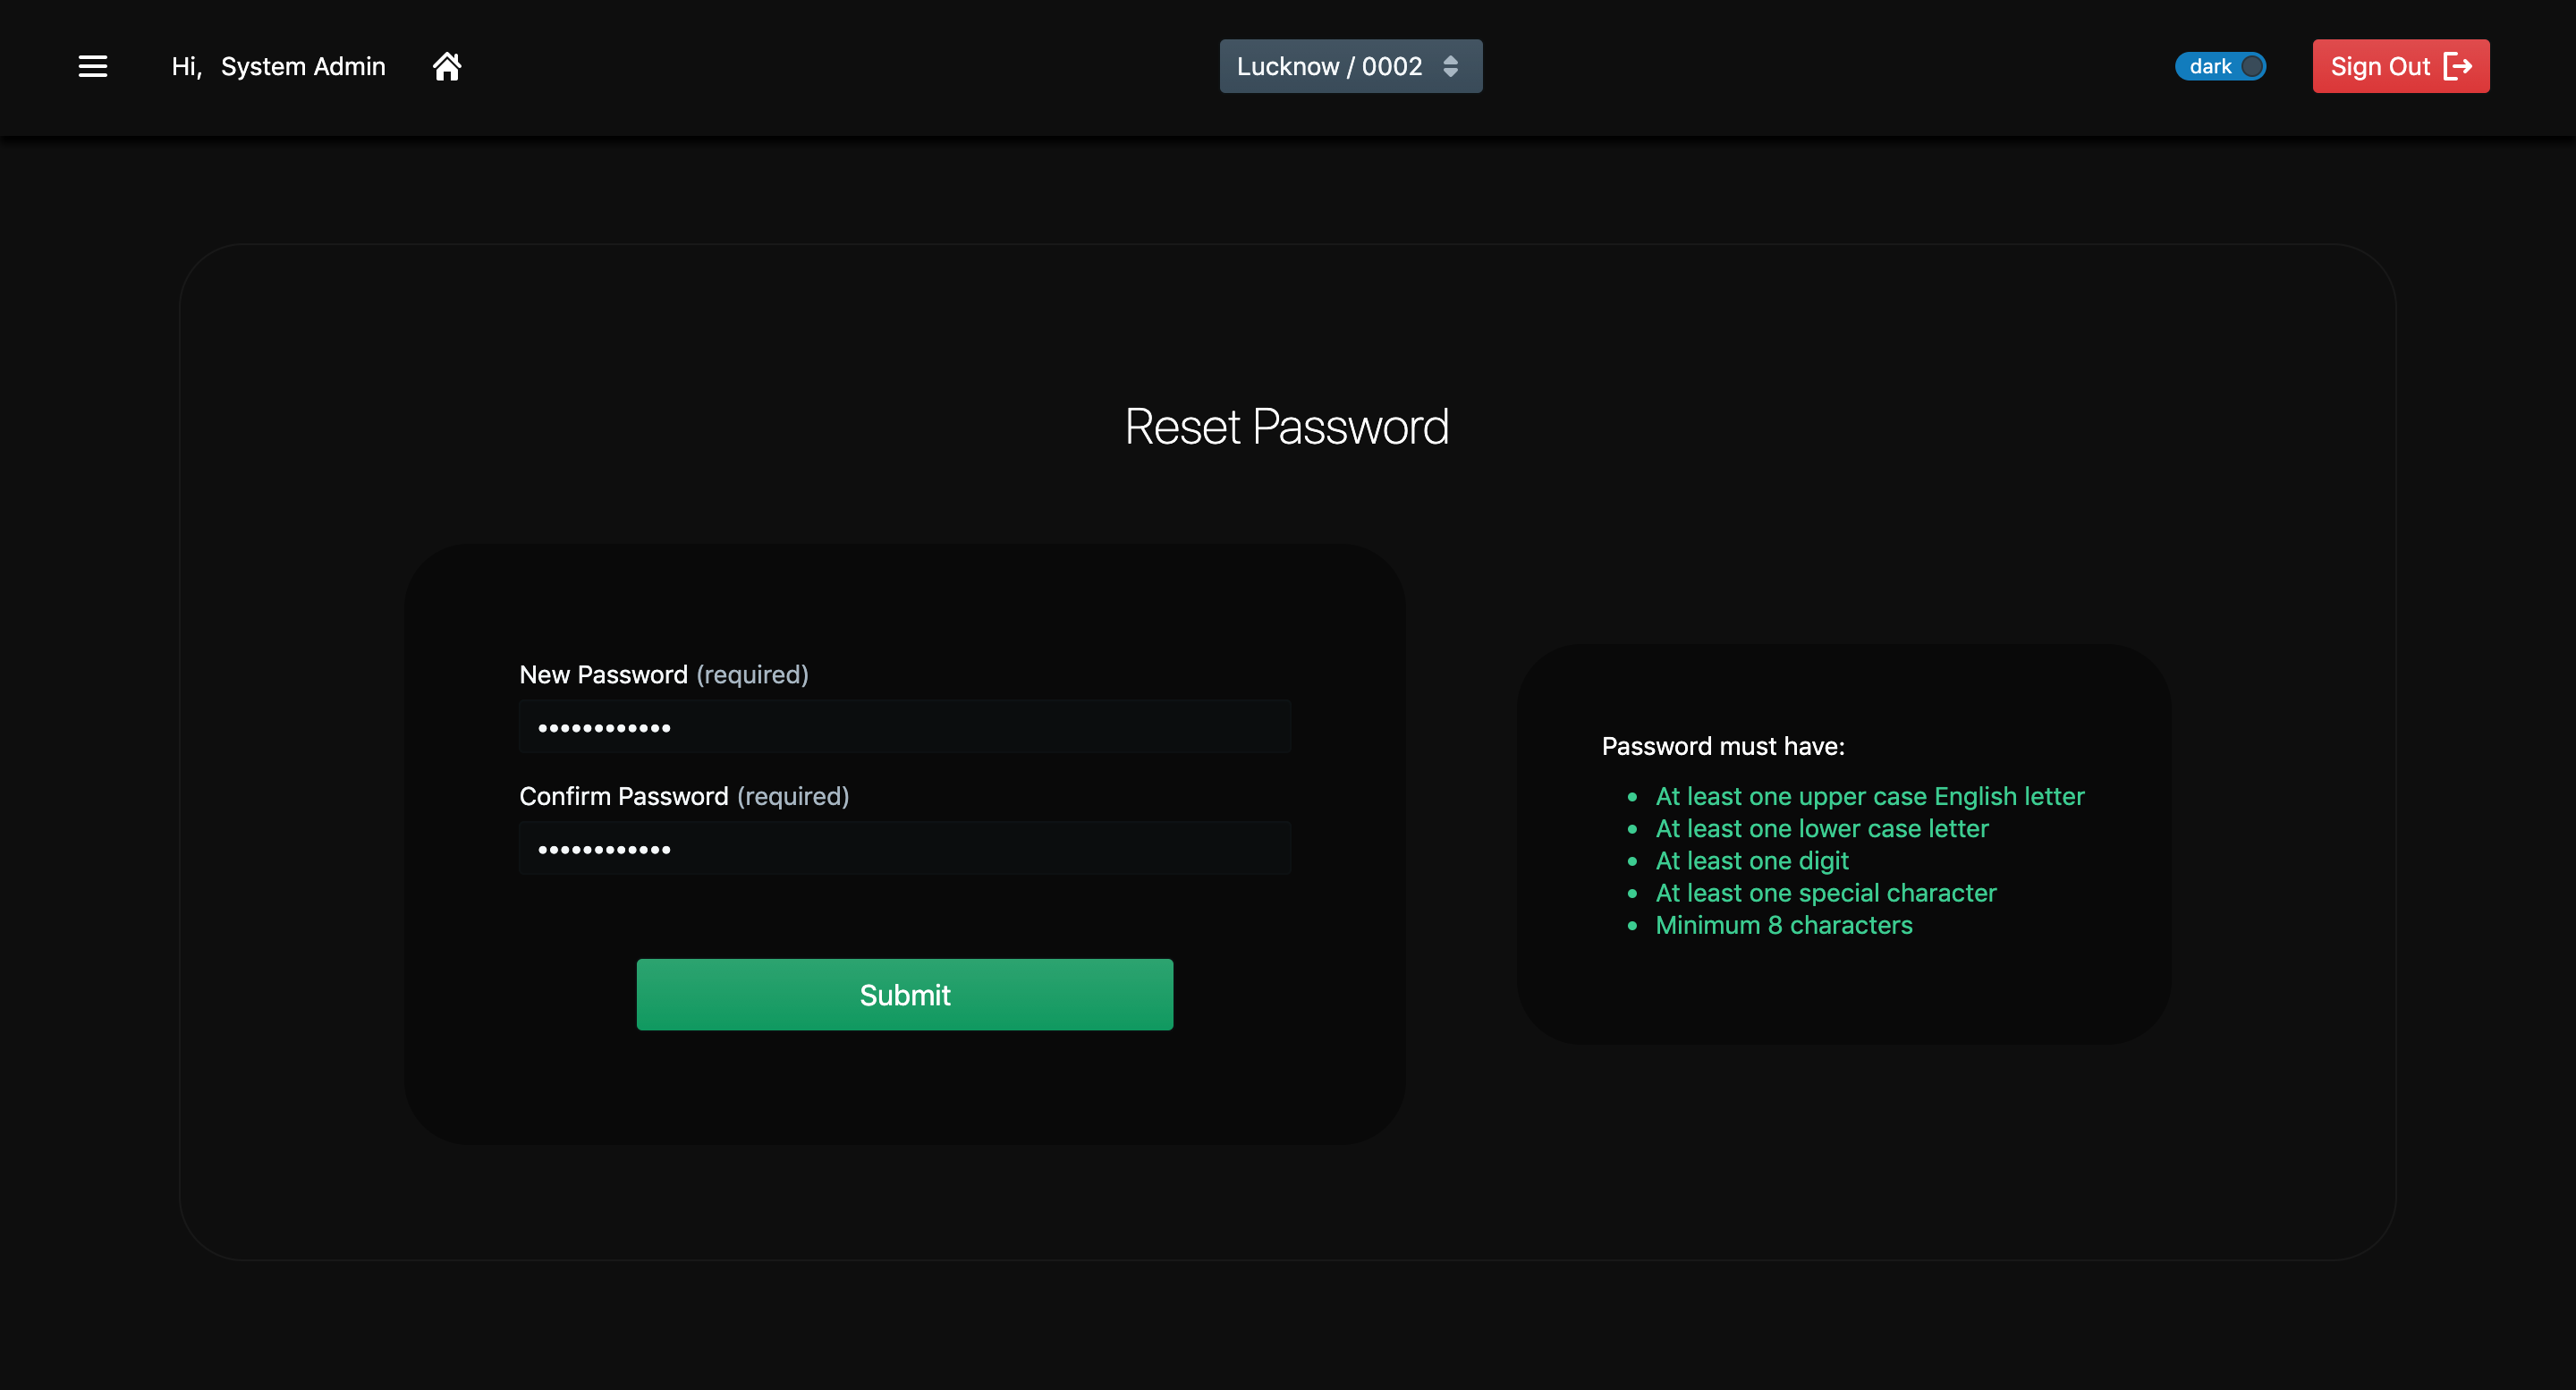 Hi, System Admin
Lucknow / 0002
dark
Sign Out
Reset Password
New Password (required)
••••••••••••
Confirm Password (required)
••••••••••••
Submit
Password must have:
• At least one upper case English letter
• At least one lower case letter
• At least one digit
• At least one special character
• Minimum 8 characters